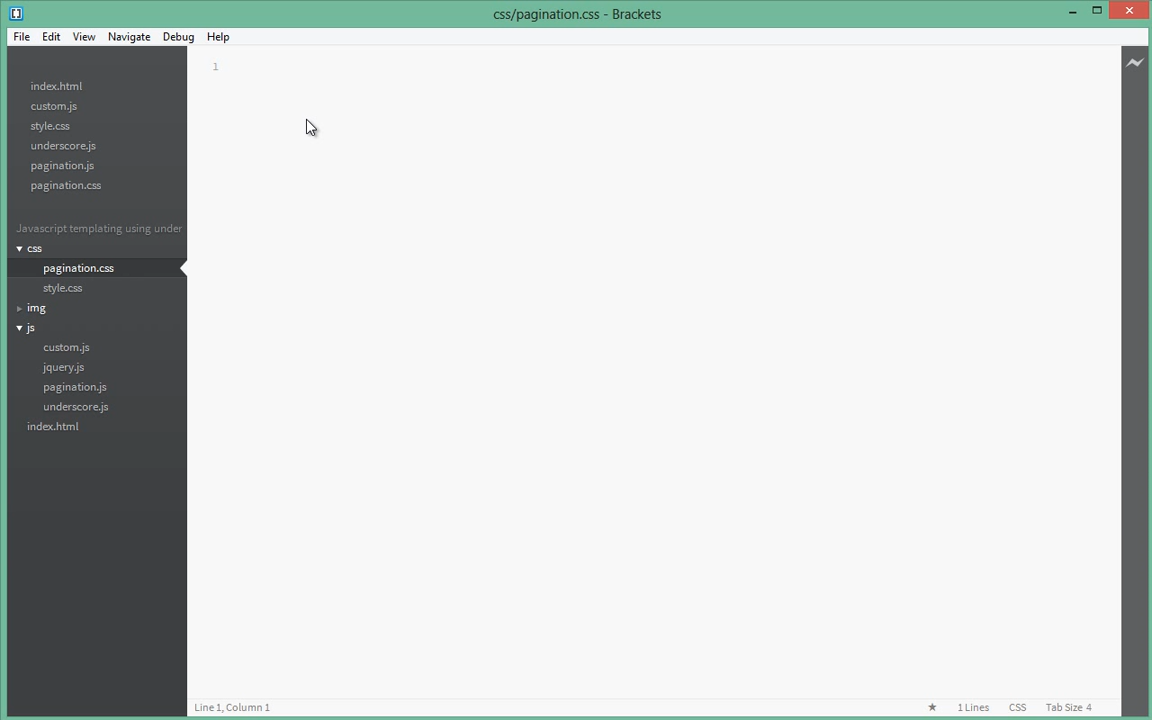 css/pagination.css - Brackets
File Edit View Navigate Debug Help
index.html
custom.js
style.css
underscore.js
pagination.js
pagination.css
Javascript templating using under
css
pagination.css
style.css
img
js
custom.js
jquery.js
pagination.js
underscore.js
index.html
1
Line 1, Column 1
1 Lines CSS Tab Size 4